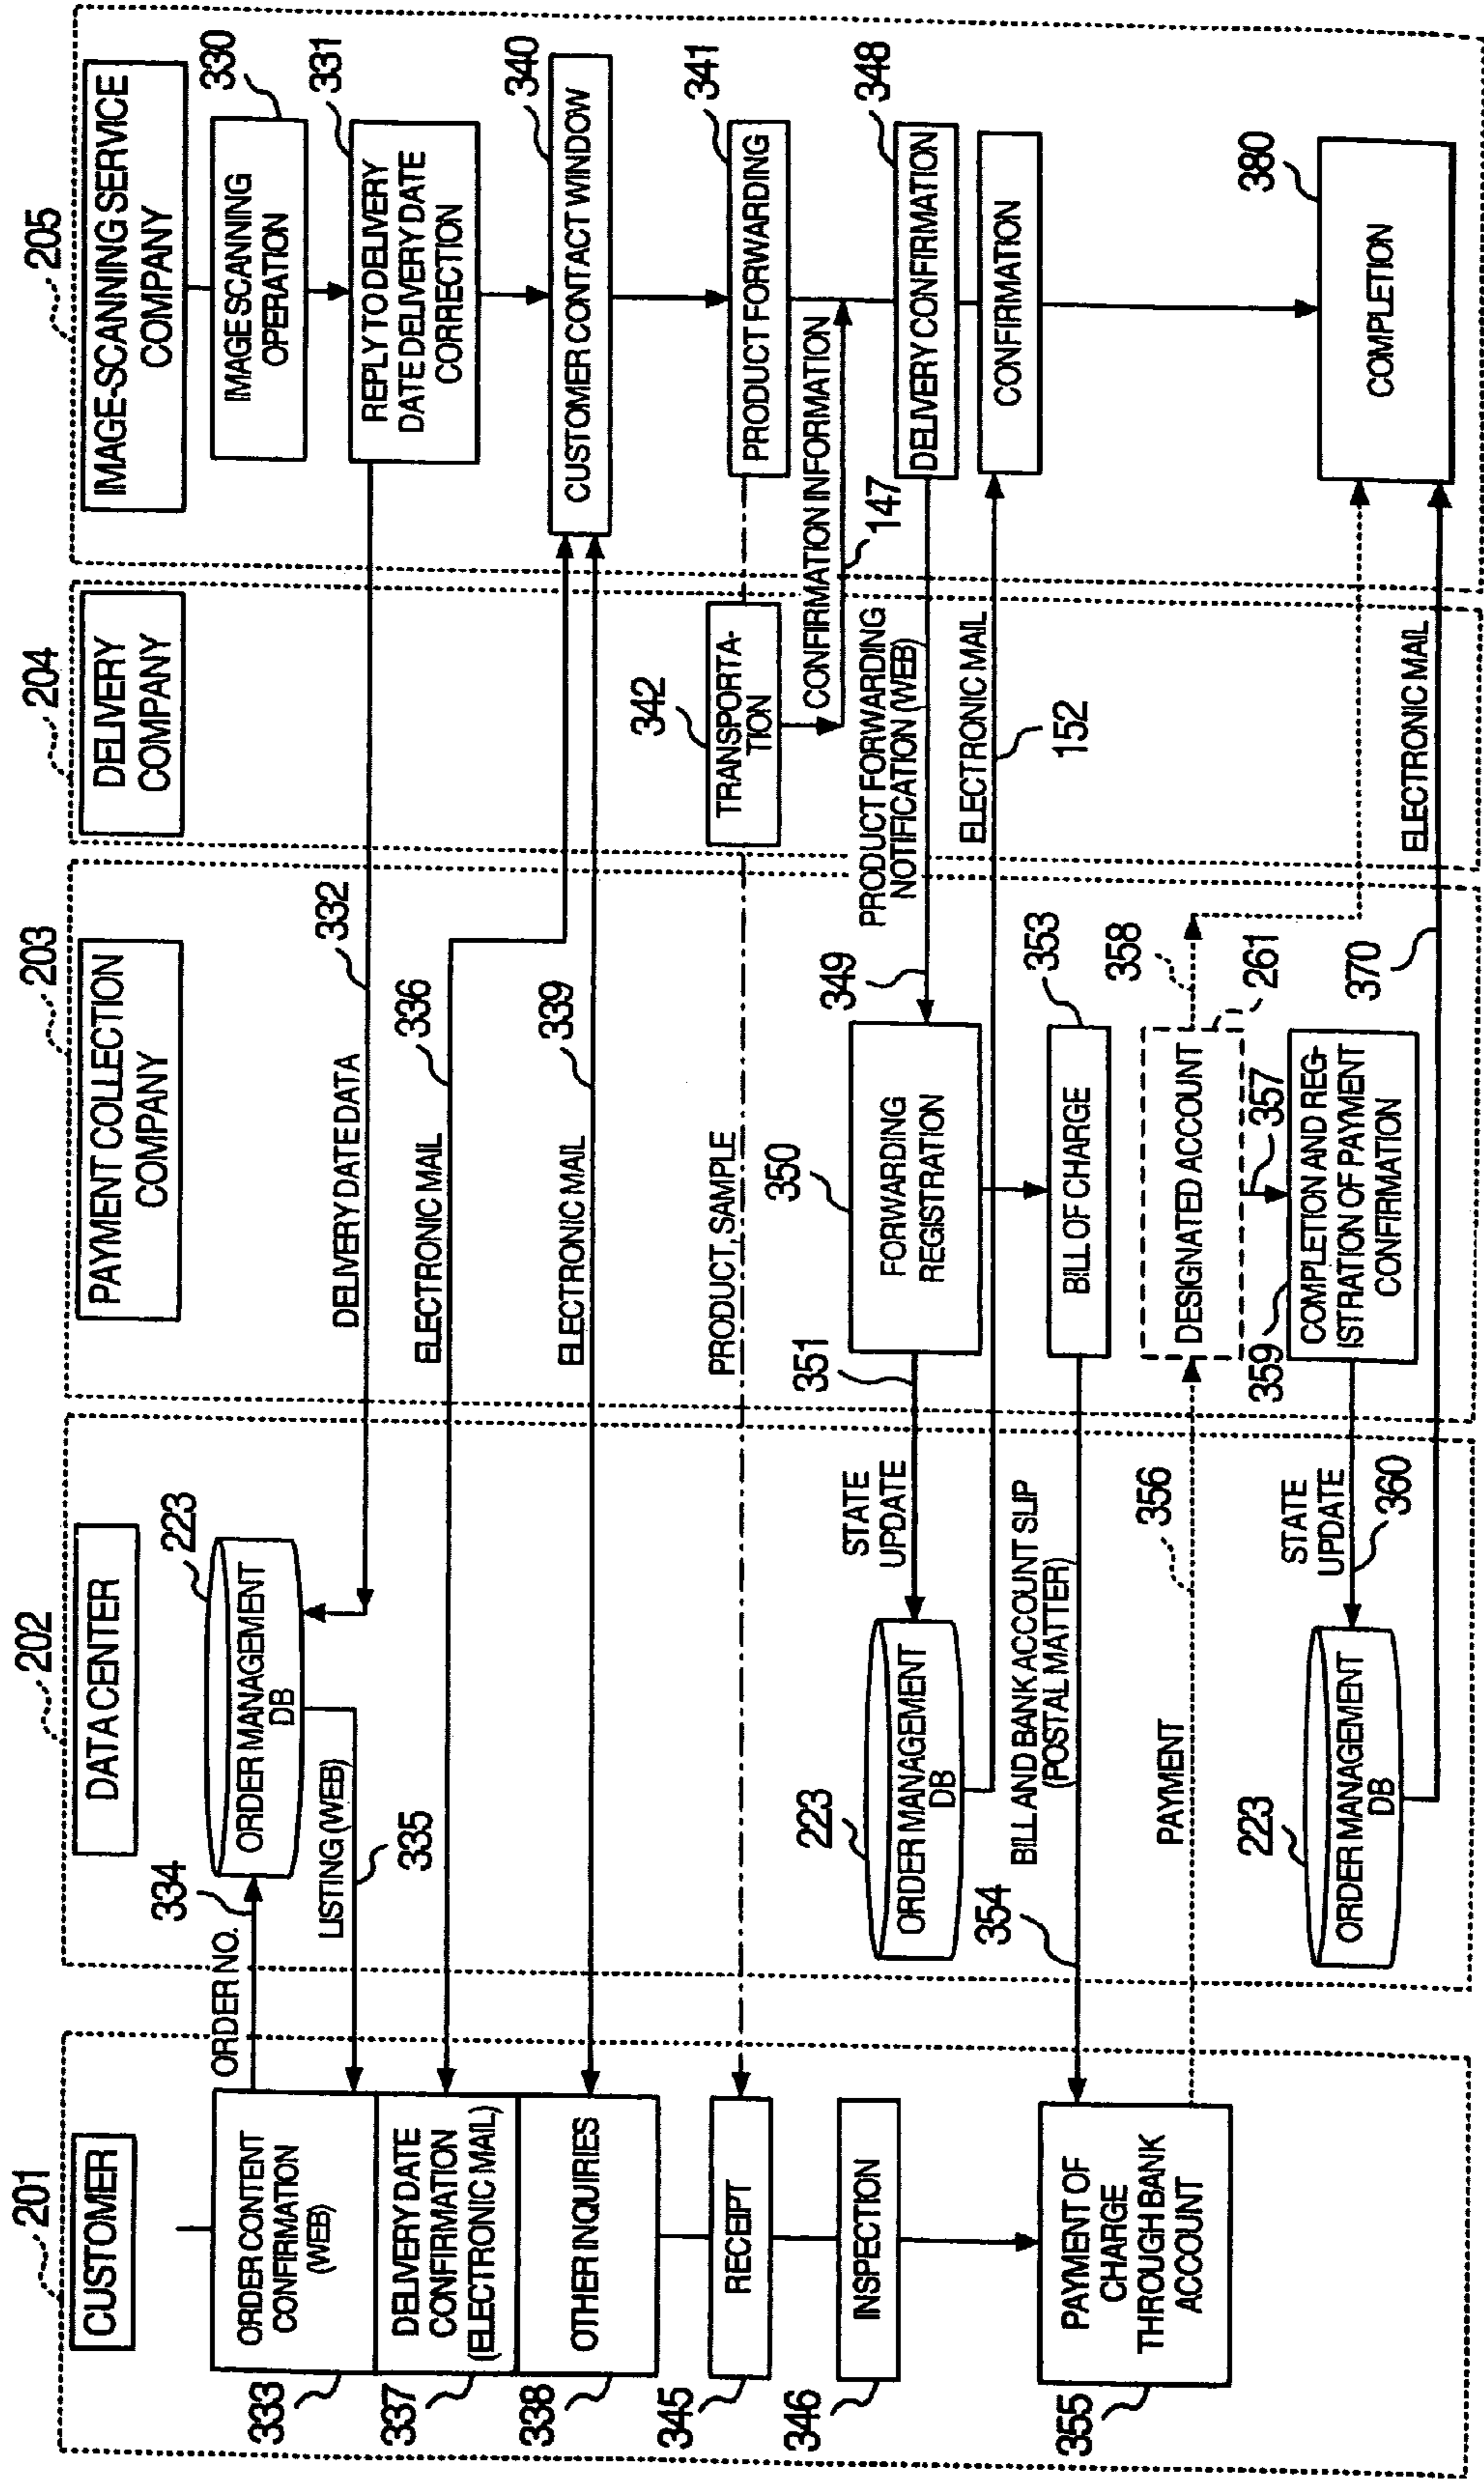 201
CUSTOMER
ORDER CONTENT
CONFIRMATION
(WEB)
333
DELIVERY DATE
CONFIRMATION
(ELECTRONIC MAIL)
337
OTHER INQUIRIES
338
RECEIPT
345
INSPECTION
346
PAYMENT OF
CHARGE
THROUGH BANK
ACCOUNT
355
202
DATA CENTER
ORDER NO.
334
223
ORDER MANAGEMENT
DB
LISTING (WEB)
335
STATE
UPDATE
223
ORDER MANAGEMENT
DB
BILL AND BANK ACCOUNT SLIP
(POSTAL MATTER)
354
PAYMENT
356
STATE
UPDATE
360
223
ORDER MANAGEMENT
DB
203
PAYMENT COLLECTION
COMPANY
DELIVERY DATE DATA
332
ELECTRONIC MAIL
336
ELECTRONIC MAIL
339
PRODUCT, SAMPLE
349
350
FORWARDING
REGISTRATION
351
353
BILL OF CHARGE
358
261
DESIGNATED ACCOUNT
357
359
COMPLETION AND REG-
ISTRATION OF PAYMENT
CONFIRMATION
370
204
DELIVERY
COMPANY
342
TRANSPORTA-
TION
CONFIRMATION INFORMATION
147
PRODUCT FORWARDING
NOTIFICATION (WEB)
ELECTRONIC MAIL
152
ELECTRONIC MAIL
205
IMAGE-SCANNING SERVICE
COMPANY
330
IMAGE SCANNING
OPERATION
331
REPLY TO DELIVERY
DATE DELIVERY DATE
CORRECTION
340
CUSTOMER CONTACT WINDOW
341
PRODUCT FORWARDING
348
DELIVERY CONFIRMATION
CONFIRMATION
380
COMPLETION